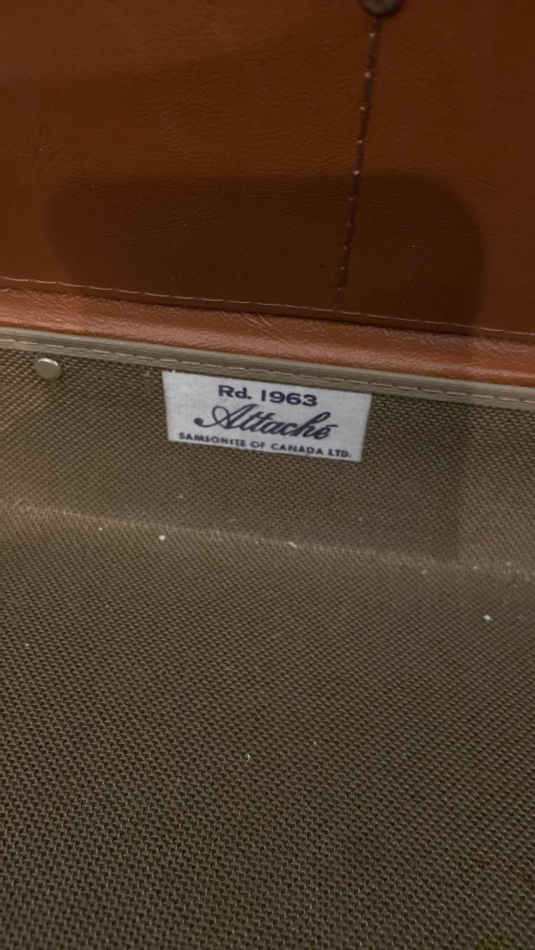 Rd. 1963
Attaché
SAMSONITE OF CANADA LTD.